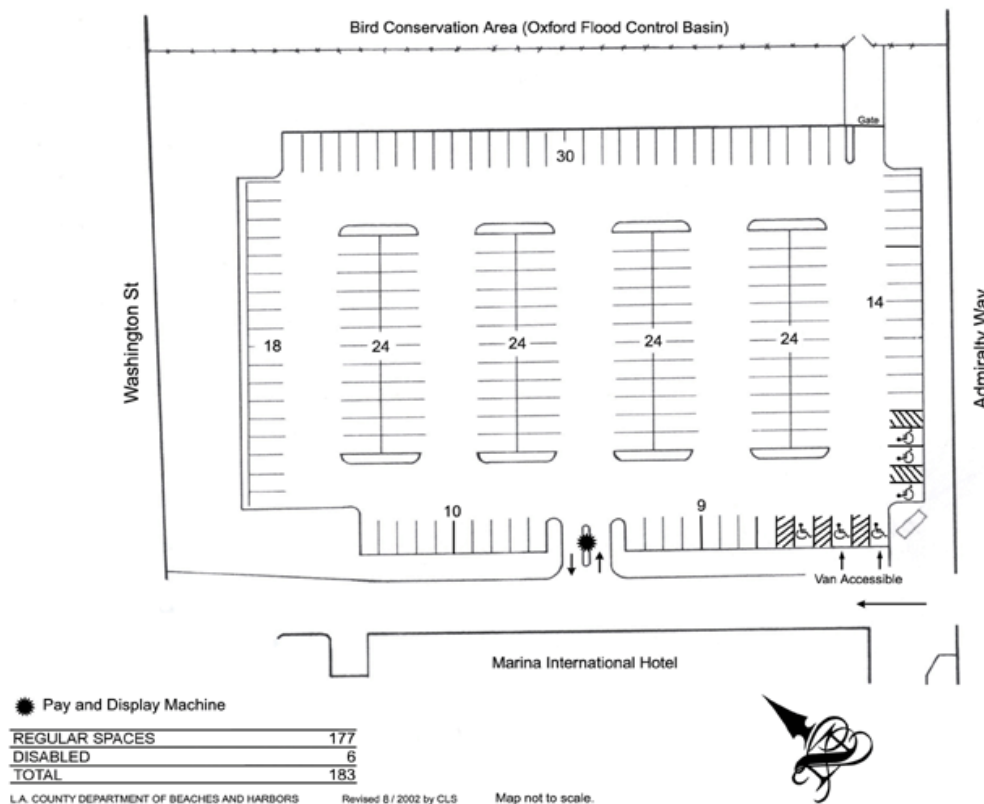 Bird Conservation Area (Oxford Flood Control Basin)
Gate
30
Washington St
18
24
24
24
24
14
Admiralty Way
10
9
Van Accessible
Marina International Hotel
Pay and Display Machine
REGULAR SPACES 177
DISABLED 6
TOTAL 183
L.A. COUNTY DEPARTMENT OF BEACHES AND HARBORS Revised 8 / 2002 by CLS Map not to scale.